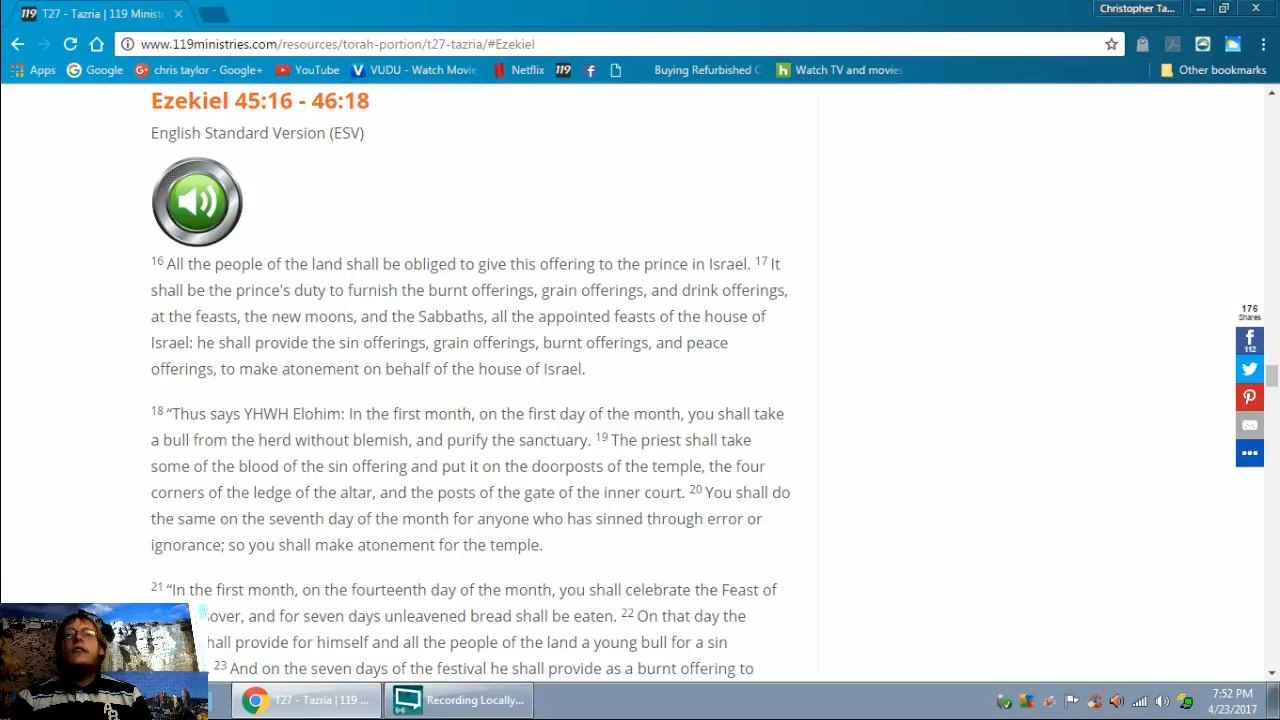 119 T27 - Tazria | 119 Minist
Christopher Ta...
www.119ministries.com/resources/torah-portion/t27-tazria/#Ezekiel
Apps Google chris taylor - Google+ YouTube VUDU - Watch Movie Netflix 119 Buying Refurbished C Watch TV and movies Other bookmarks
Ezekiel 45:16 - 46:18
English Standard Version (ESV)
16 All the people of the land shall be obliged to give this offering to the prince in Israel. 17 It
shall be the prince's duty to furnish the burnt offerings, grain offerings, and drink offerings,
at the feasts, the new moons, and the Sabbaths, all the appointed feasts of the house of
Israel: he shall provide the sin offerings, grain offerings, burnt offerings, and peace
offerings, to make atonement on behalf of the house of Israel.
18 “Thus says YHWH Elohim: In the first month, on the first day of the month, you shall take
a bull from the herd without blemish, and purify the sanctuary. 19 The priest shall take
some of the blood of the sin offering and put it on the doorposts of the temple, the four
corners of the ledge of the altar, and the posts of the gate of the inner court. 20 You shall do
the same on the seventh day of the month for anyone who has sinned through error or
ignorance; so you shall make atonement for the temple.
21 “In the first month, on the fourteenth day of the month, you shall celebrate the Feast of
over, and for seven days unleavened bread shall be eaten. 22 On that day the
hall provide for himself and all the people of the land a young bull for a sin
23 And on the seven days of the festival he shall provide as a burnt offering to
176
Shares
112
T27 - Tazria | 119 ...
Recording Locally...
7:52 PM
4/23/2017